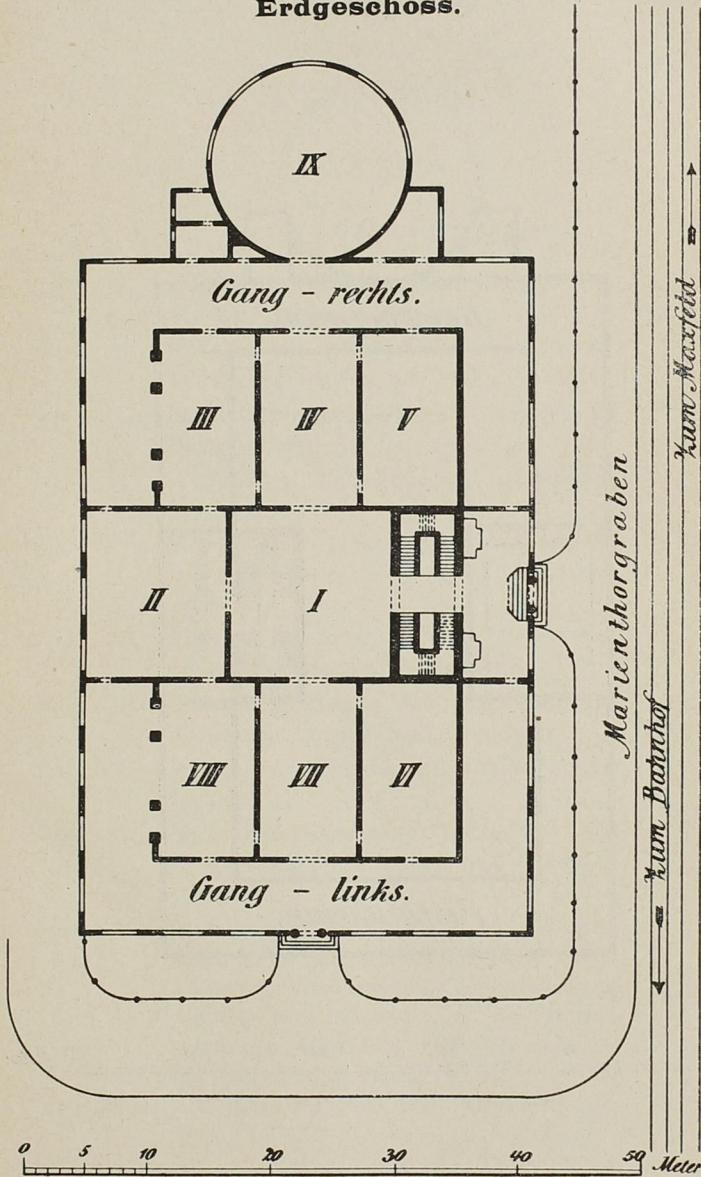 Erdgeschoss.
IX
Gang - rechts.
III IV V
II I
VIII VII VI
Gang - links.
Marienthorgraben
Zum Maxfeld
Zum Bahnhof
0 5 10 20 30 40 50 Meter